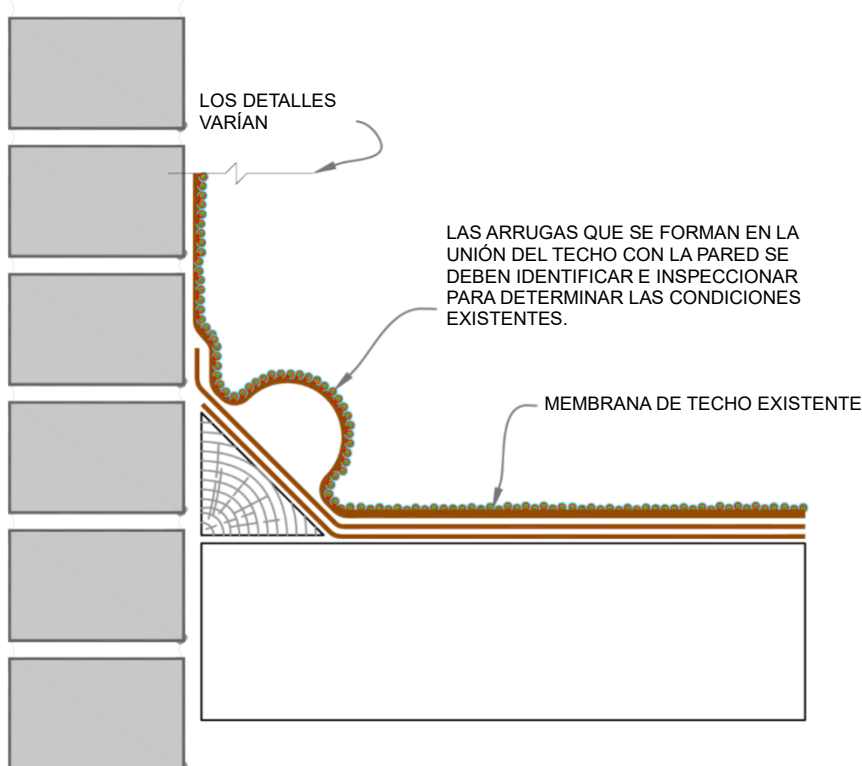 LOS DETALLES
VARÍAN
LAS ARRUGAS QUE SE FORMAN EN LA
UNIÓN DEL TECHO CON LA PARED SE
DEBEN IDENTIFICAR E INSPECCIONAR
PARA DETERMINAR LAS CONDICIONES
EXISTENTES.
MEMBRANA DE TECHO EXISTENTE